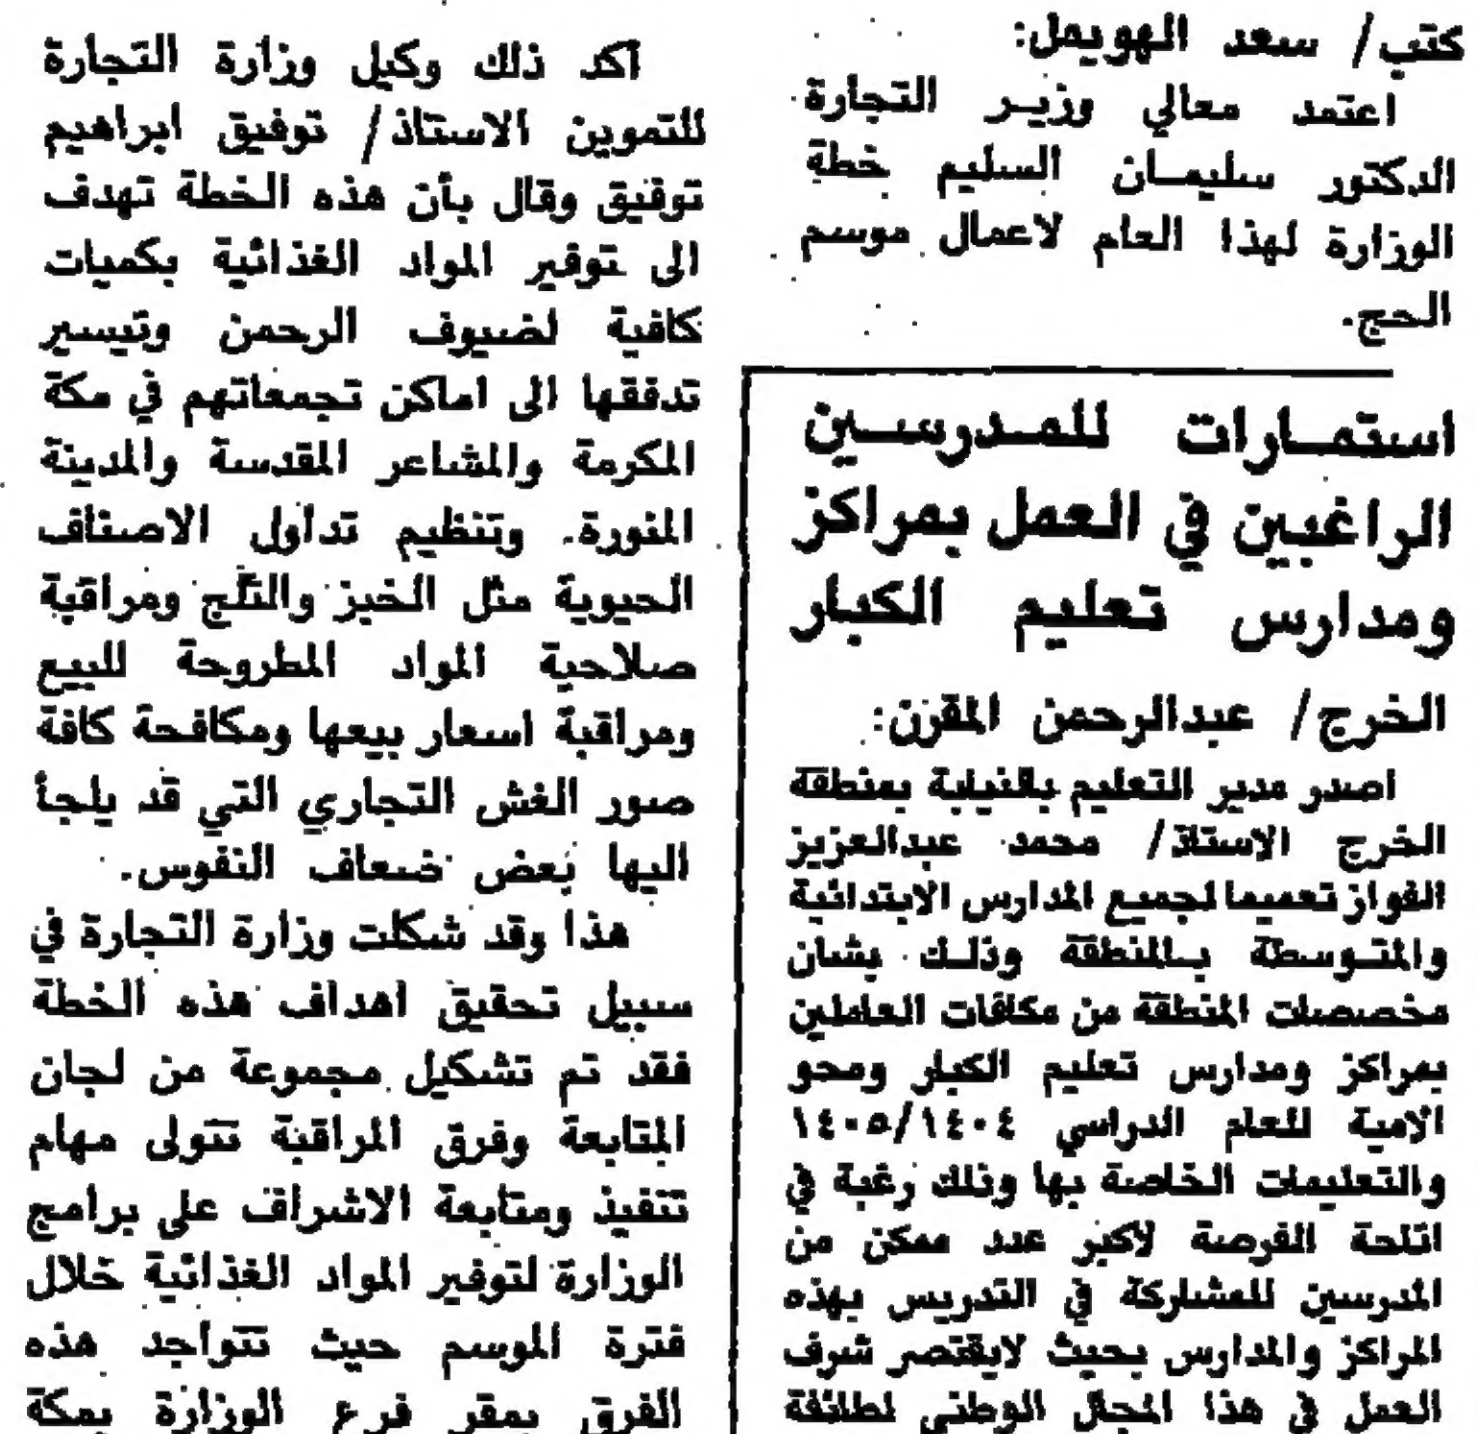 كتب/ سعد الهويمل:
اعتمد معالي وزير التجارة
الدكتور سليمان السليم خطة
الوزارة لهذا العام لاعمال موسم
الحج.
أكد ذلك وكيل وزارة التجارة
للتموين الاستاذ/ توفيق ابراهيم
توفيق وقال بأن هذه الخطة تهدف
الى توفير المواد الغذائية بكميات
كافية لضيوف الرحمن وتيسير
تدفقها الى اماكن تجمعاتهم في مكة
المكرمة والمشاعر المقدسة والمدينة
المنورة. وتنظيم تداول الاصناف
الحيوية مثل الخبز والثلج ومراقبة
صلاحية المواد المطروحة للبيع
ومراقبة اسعار بيعها ومكافحة كافة
صور الغش التجاري التي قد يلجأ
اليها بعض ضعاف النفوس.
هذا وقد شكلت وزارة التجارة في
سبيل تحقيق اهداف هذه الخطة
فقد تم تشكيل مجموعة من لجان
المتابعة وفرق المراقبة تتولى مهام
تنفيذ ومتابعة الاشراف على برامج
الوزارة لتوفير المواد الغذائية خلال
فترة الموسم حيث تتواجد هذه
الفرق بمقر فرع الوزارة بمكة
استمارات للمدرسين
الراغبين في العمل بمراكز
ومدارس تعليم الكبار
الخرج/ عبدالرحمن المقرن:
اصدر مدير التعليم بالنيابة بمنطقة
الخرج الاستاذ/ محمد عبدالعزيز
الفواز تعميما لجميع المدارس الابتدائية
والمتوسطة بالمنطقة وذلك بشان
مخصصات المنطقة من مكافآت العاملين
بمراكز ومدارس تعليم الكبار ومحو
الامية للعام الدراسي ١٤٠٥/١٤٠٤
والتعليمات الخاصة بها وذلك رغبة في
اتاحة الفرصة لاكبر عدد ممكن من
المدرسين للمشاركة في التدريس بهذه
المراكز والمدارس بحيث لايقتصر شرف
العمل في هذا المجال الوطني لطائفة